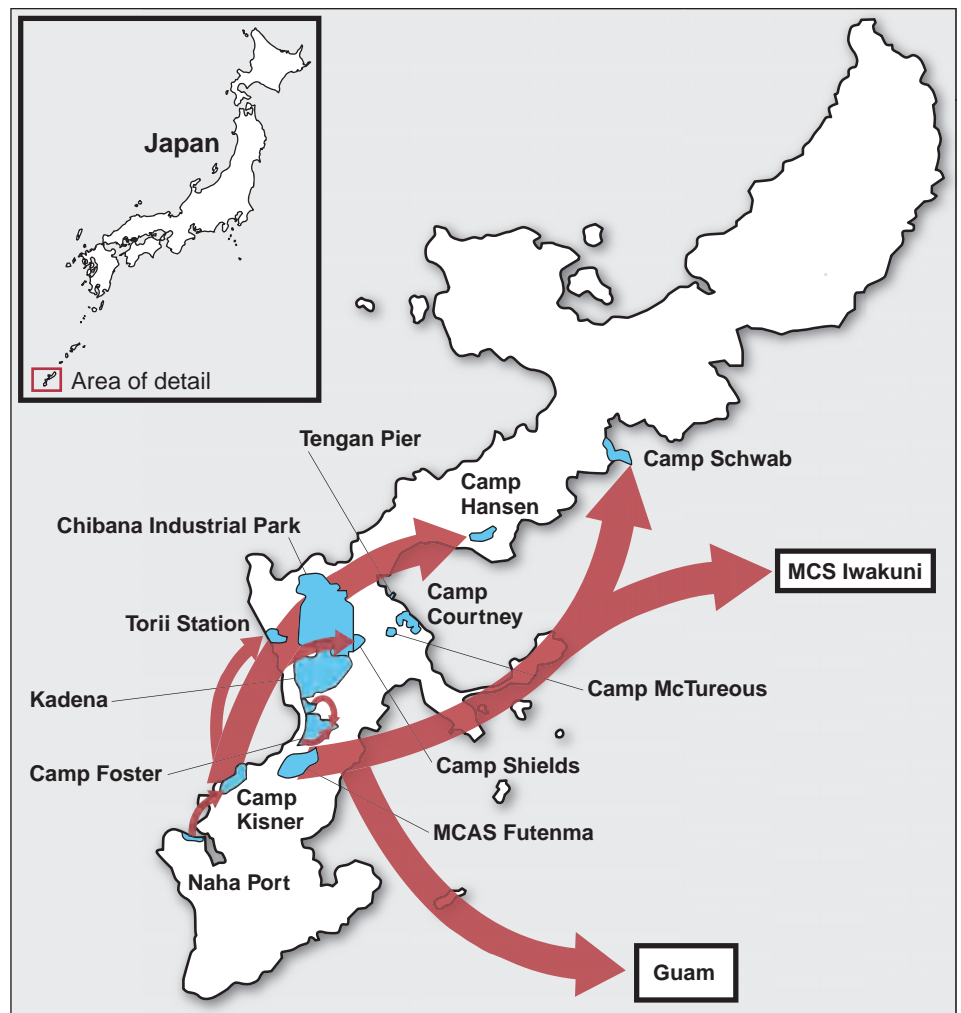 Japan
Area of detail
Tengan Pier
Camp Schwab
Camp
Hansen
Chibana Industrial Park
MCS Iwakuni
Camp
Courtney
Torii Station
Camp McTureous
Kadena
Camp Shields
Camp Foster
Camp
Kisner
MCAS Futenma
Naha Port
Guam